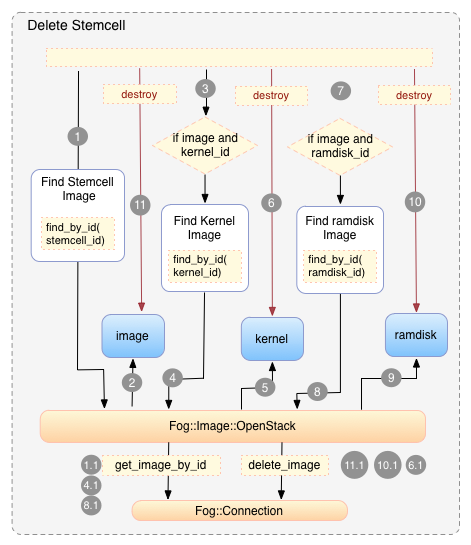 Delete Stemcell
destroy
3
destroy
7
destroy
1
if image and
kernel_id
if image and
ramdisk_id
Find Stemcell
Image
find_by_id(
stemcell_id)
11
Find Kernel
Image
find_by_id(
kernel_id)
6
Find ramdisk
Image
find_by_id(
ramdisk_id)
10
image
kernel
ramdisk
2
4
5
8
9
Fog::Image::OpenStack
1.1
get_image_by_id
delete_image
11.1
10.1
6.1
4.1
8.1
Fog::Connection